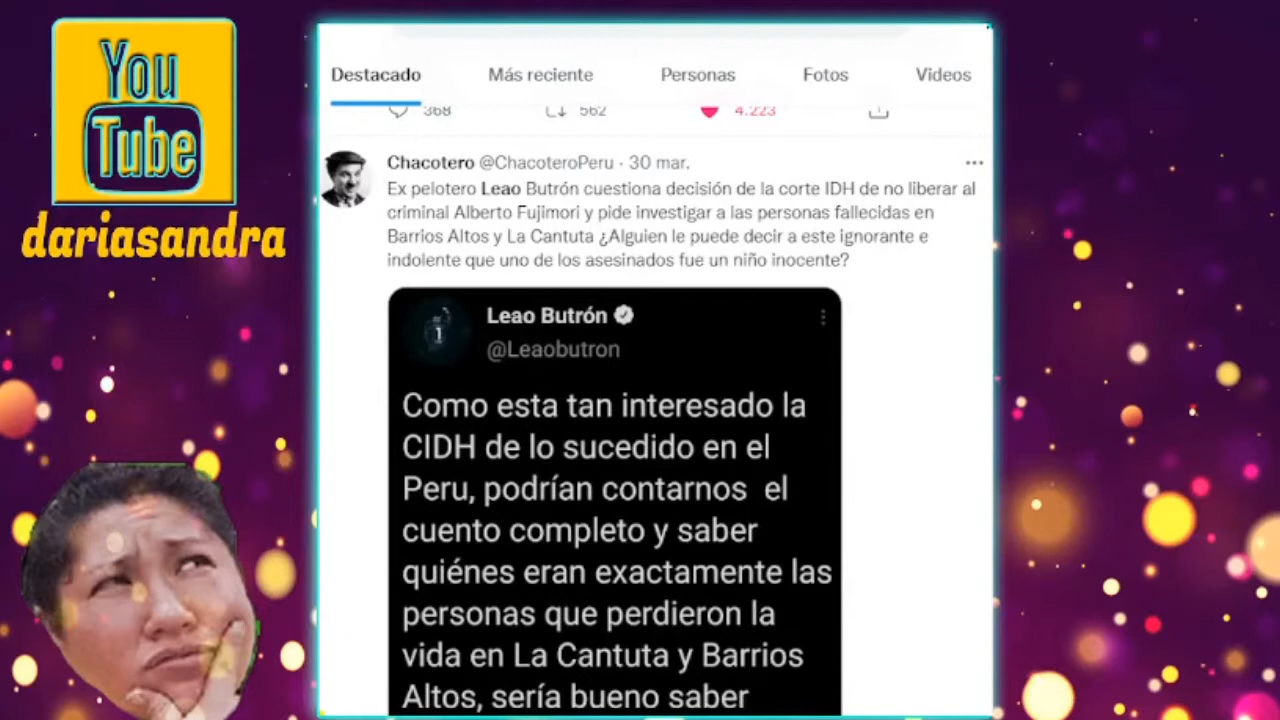 You
Tube
dariasandra
Destacado Más reciente Personas Fotos Videos
368 562 4.223
Chacotero @ChacoteroPeru · 30 mar.
Ex pelotero Leao Butrón cuestiona decisión de la corte IDH de no liberar al
criminal Alberto Fujimori y pide investigar a las personas fallecidas en
Barrios Altos y La Cantuta ¿Alguien le puede decir a este ignorante e
indolente que uno de los asesinados fue un niño inocente?
1
Leao Butrón
@Leaobutron
Como esta tan interesado la
CIDH de lo sucedido en el
Peru, podrían contarnos el
cuento completo y saber
quiénes eran exactamente las
personas que perdieron la
vida en La Cantuta y Barrios
Altos, sería bueno saber